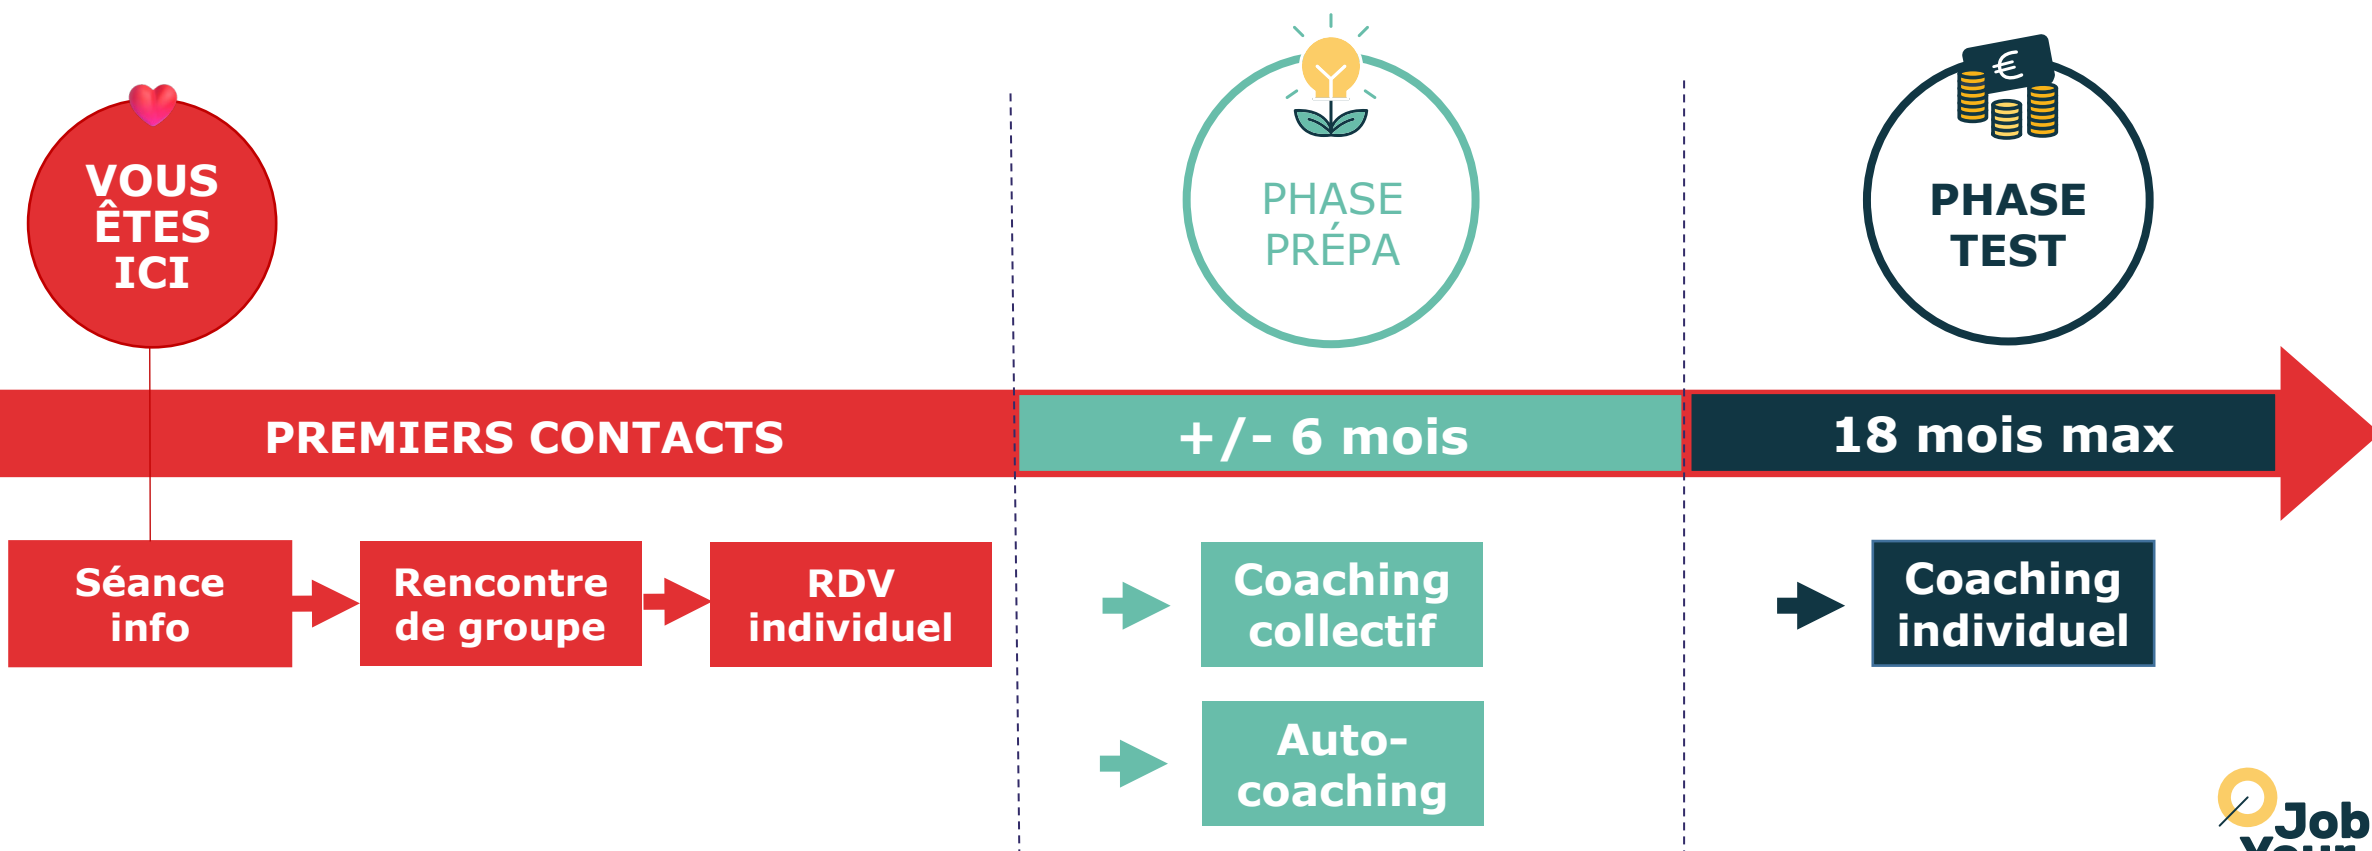 VOUS
ÊTES
ICI
PHASE
PRÉPA
€
PHASE
TEST
PREMIERS CONTACTS
+/- 6 mois
18 mois max
Séance
info
Rencontre
de groupe
RDV
individuel
Coaching
collectif
Auto-
coaching
Coaching
individuel
Job
Your